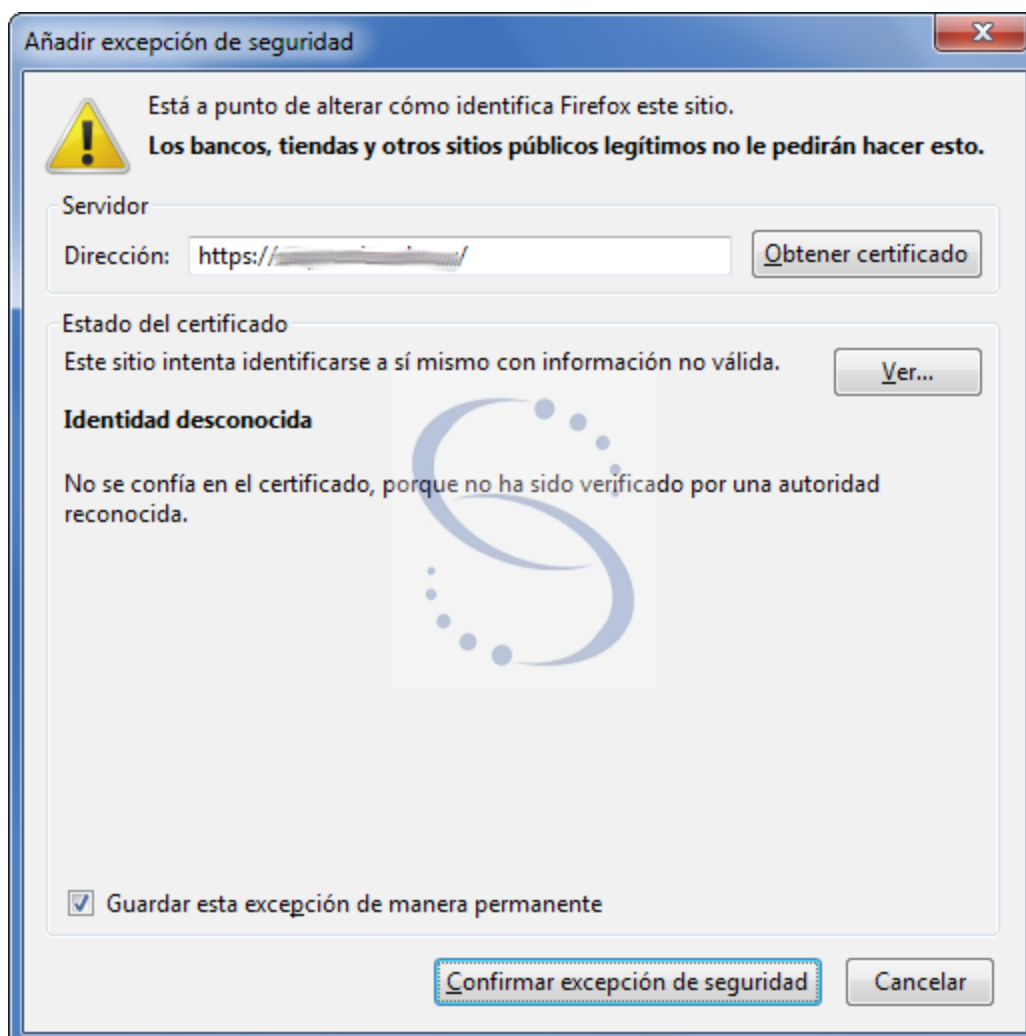 Añadir excepción de seguridad
Está a punto de alterar cómo identifica Firefox este sitio.
Los bancos, tiendas y otros sitios públicos legítimos no le pedirán hacer esto.
Servidor
Dirección: https:// / Obtener certificado
Estado del certificado
Este sitio intenta identificarse a sí mismo con información no válida. Ver...
Identidad desconocida
No se confía en el certificado, porque no ha sido verificado por una autoridad
reconocida.
Guardar esta excepción de manera permanente
Confirmar excepción de seguridad Cancelar